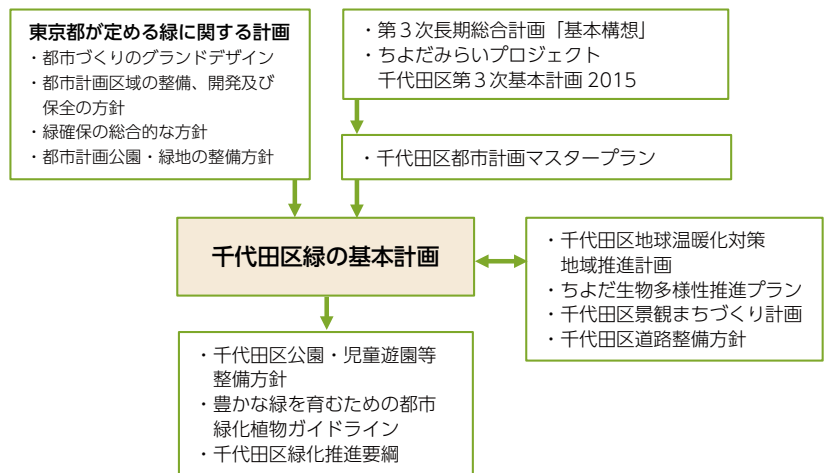 東京都が定める緑に関する計画
・都市づくりのグランドデザイン
・都市計画区域の整備、開発及び
保全の方針
・緑確保の総合的な方針
・都市計画公園・緑地の整備方針
・第３次長期総合計画「基本構想」
・ちよだみらいプロジェクト
千代田区第３次基本計画 2015
・千代田区都市計画マスタープラン
千代田区緑の基本計画
・千代田区地球温暖化対策
地域推進計画
・ちよだ生物多様性推進プラン
・千代田区景観まちづくり計画
・千代田区道路整備方針
・千代田区公園・児童遊園等
整備方針
・豊かな緑を育むための都市
緑化植物ガイドライン
・千代田区緑化推進要綱